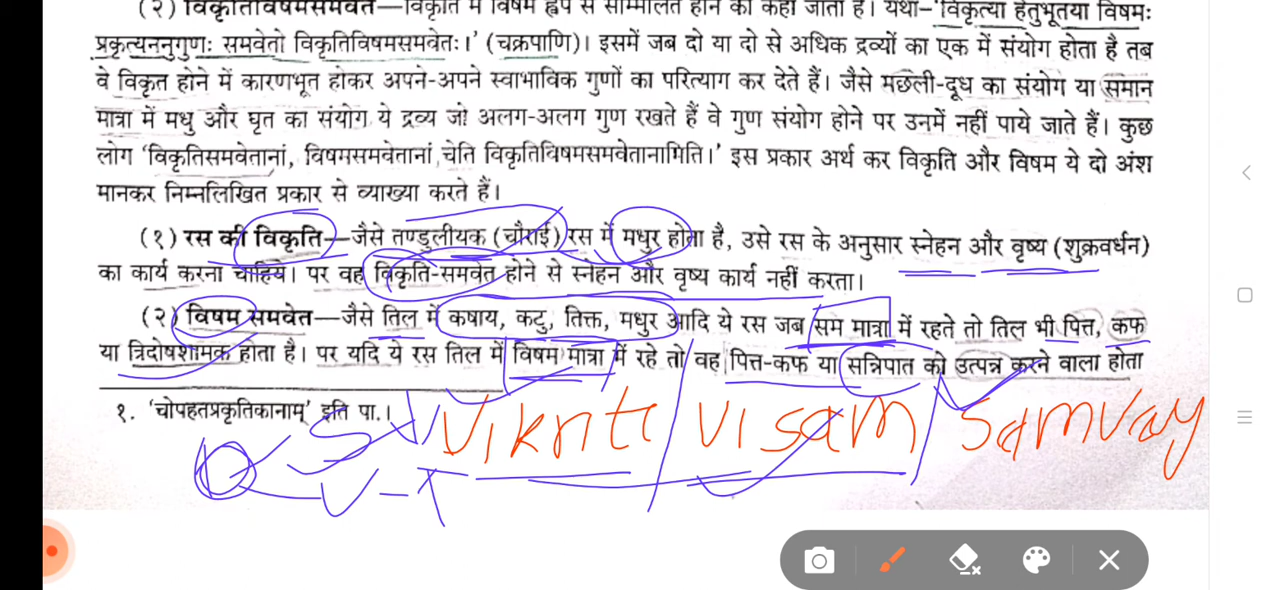 (२) विकृतिविषमसमवेत—विकृति में विषम रूप से सम्मिलित होने को कहा जाता है। यथा-'विकृत्या हेतुभूतया विषमः
प्रकृत्यननुगुणः समवेतो विकृतिविषमसमवेतः।' (चक्रपाणि)। इसमें जब दो या दो से अधिक द्रव्यों का एक में संयोग होता है तब
वे विकृत होने में कारणभूत होकर अपने-अपने स्वाभाविक गुणों का परित्याग कर देते हैं। जैसे मछली-दूध का संयोग या समान
मात्रा में मधु और घृत का संयोग ये द्रव्य जो अलग-अलग गुण रखते हैं वे गुण संयोग होने पर उनमें नहीं पाये जाते हैं। कुछ
लोग 'विकृतिसमवेतानां, विषमसमवेतानां, चेति विकृतिविषमसमवेतानामिति।' इस प्रकार अर्थ कर विकृति और विषम ये दो अंश
मानकर निम्नलिखित प्रकार से व्याख्या करते हैं।
(१) रस की विकृति—जैसे तण्डुलीयक (चौराई) रस में मधुर होता है, उसे रस के अनुसार स्नेहन और वृष्य (शुक्रवर्धन)
का कार्य करना चाहिये। पर वह विकृति-समवेत होने से स्नेहन और वृष्य कार्य नहीं करता।
(२) विषम समवेत—जैसे तिल में कषाय, कटु, तिक्त, मधुर आदि ये रस जब सम मात्रा में रहते तो तिल भी पित्त, कफ
या त्रिदोषशामक होता है। पर यदि ये रस तिल में विषम मात्रा में रहे तो वह पित्त-कफ या सन्निपात को उत्पन्न करने वाला होता
१. 'चोपहतप्रकृतिकानाम्' इति पा.।
Vikriti / Visam / Samvay